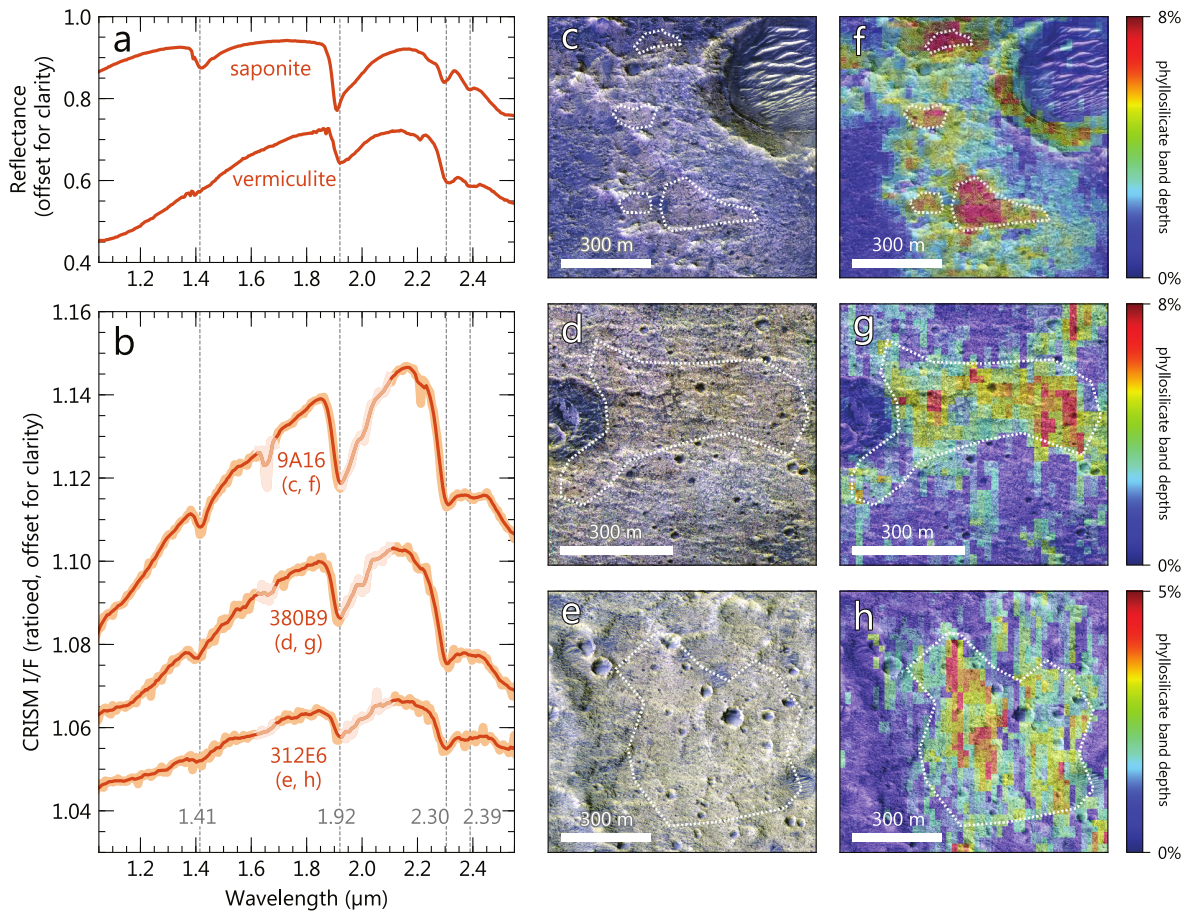 a
Reflectance
(offset for clarity)
1.0
0.8
0.6
0.4
saponite
vermiculite
1.2
1.4
1.6
1.8
2.0
2.2
2.4
b
CRISM I/F (ratioed, offset for clarity)
1.16
1.14
1.12
1.10
1.08
1.06
1.04
9A16
(c, f)
380B9
(d, g)
312E6
(e, h)
1.41
1.92
2.30
2.39
1.2
1.4
1.6
1.8
2.0
2.2
2.4
Wavelength (μm)
c
300 m
f
300 m
8%
phyllosilicate band depths
0%
d
300 m
g
300 m
8%
phyllosilicate band depths
0%
e
300 m
h
300 m
5%
phyllosilicate band depths
0%